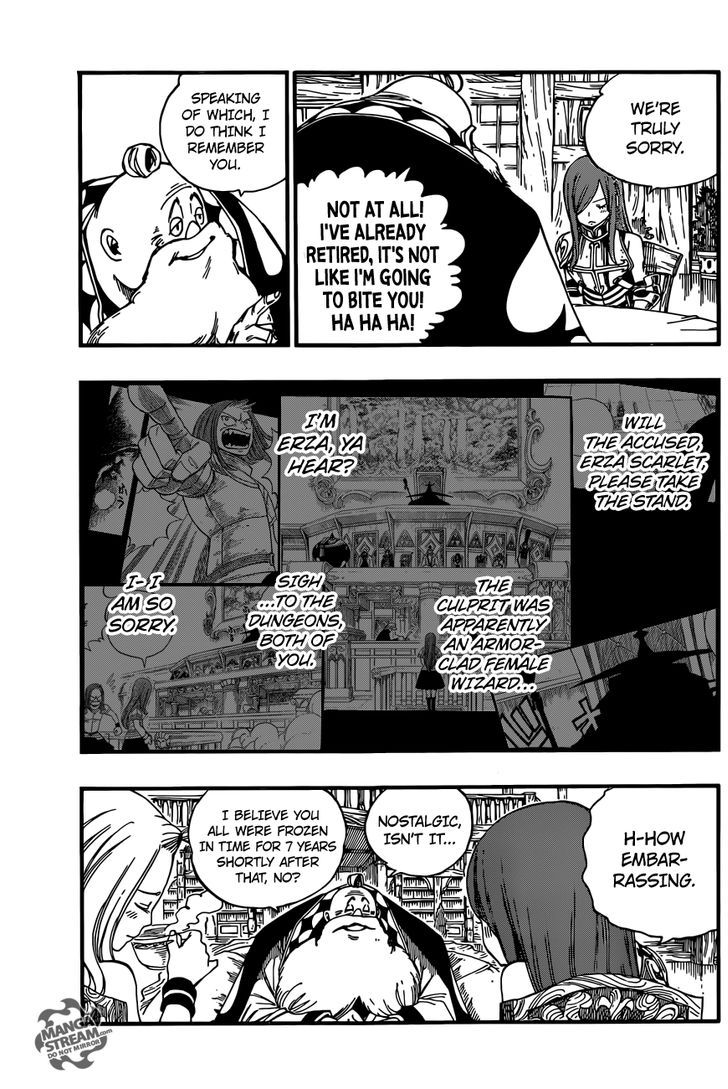 WE'RE
TRULY
SORRY.
NOT AT ALL!
I'VE ALREADY
RETIRED, IT'S NOT
LIKE I'M GOING
TO BITE YOU!
HA HA HA!
SPEAKING
OF WHICH, I
DO THINK I
REMEMBER
YOU.
WILL
THE ACCUSED,
ERZA SCARLET,
PLEASE TAKE
THE STAND.
I'M
ERZA, YA
HEAR?
THE
CULPRIT WAS
APPARENTLY
AN ARMOR-
CLAD FEMALE
WIZARD...
SIGH
...TO THE
DUNGEONS,
BOTH OF
YOU.
I- I
AM SO
SORRY.
H-HOW
EMBAR-
RASSING.
NOSTALGIC,
ISN'T IT...
I BELIEVE YOU
ALL WERE FROZEN
IN TIME FOR 7 YEARS
SHORTLY AFTER
THAT, NO?
MANGA
STREAM.com
DO NOT MIRROR!